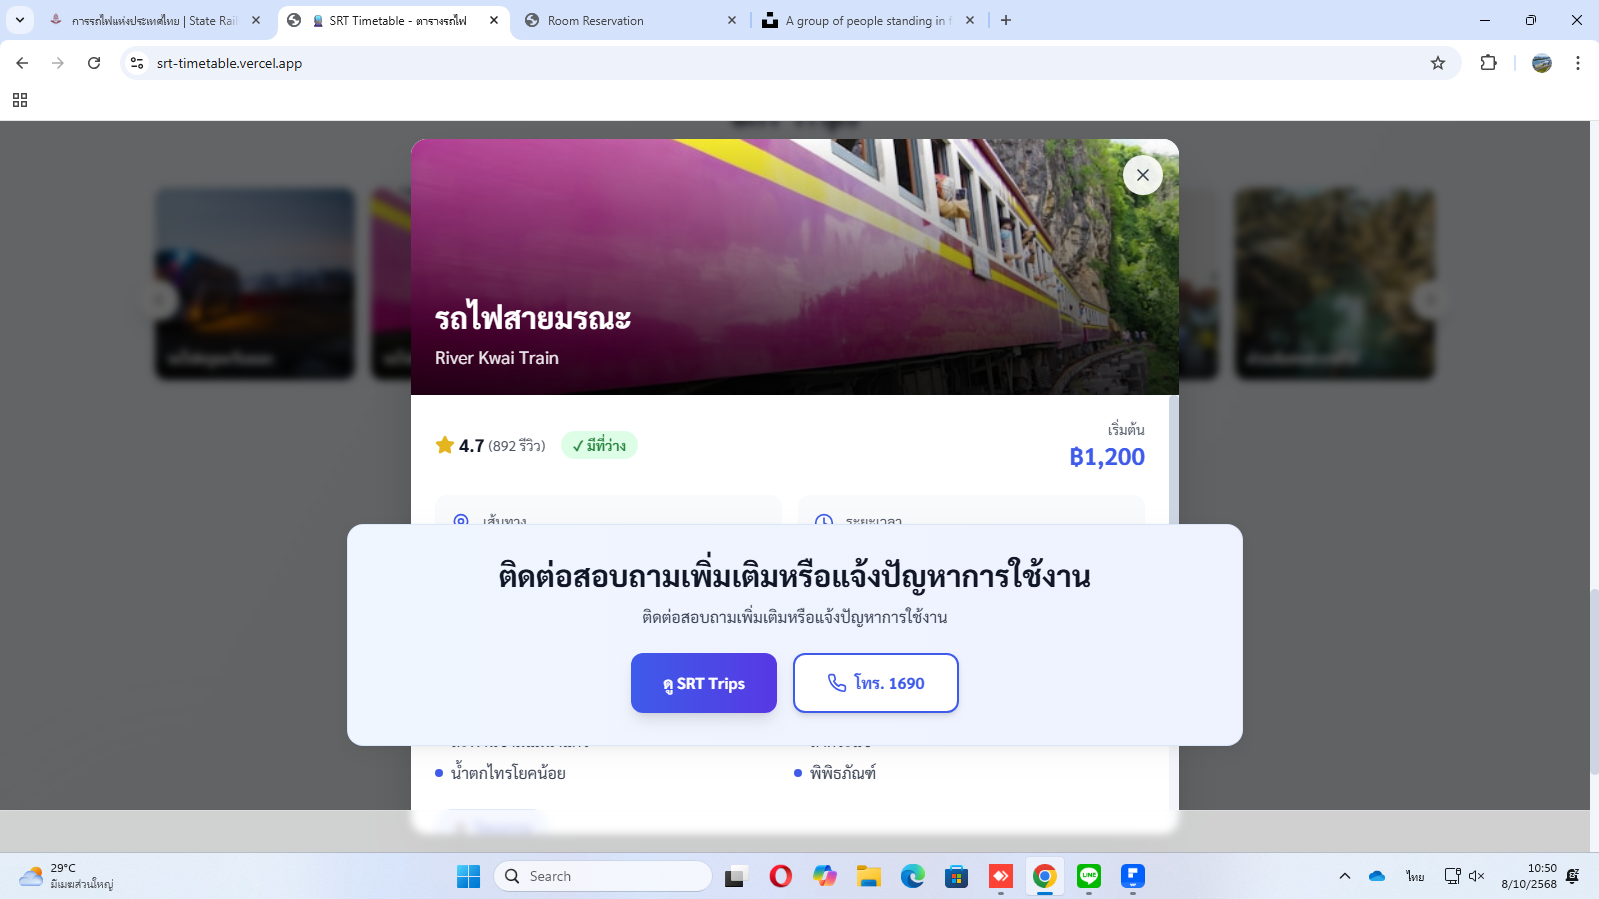 การรถไฟแห่งประเทศไทย | State Rail
SRT Timetable - ตารางรถไฟ
Room Reservation
A group of people standing in f
srt-timetable.vercel.app
รถไฟสายมรณะ
River Kwai Train
4.7 (892 รีวิว)
✓ มีที่ว่าง
เริ่มต้น
฿1,200
เส้นทาง
ระยะเวลา
ติดต่อสอบถามเพิ่มเติมหรือแจ้งปัญหาการใช้งาน
ติดต่อสอบถามเพิ่มเติมหรือแจ้งปัญหาการใช้งาน
ดู SRT Trips
โทร. 1690
น้ำตกไทรโยคน้อย
พิพิธภัณฑ์
29°C
มีเมฆส่วนใหญ่
Search
LINE
ไทย
10:50
8/10/2568